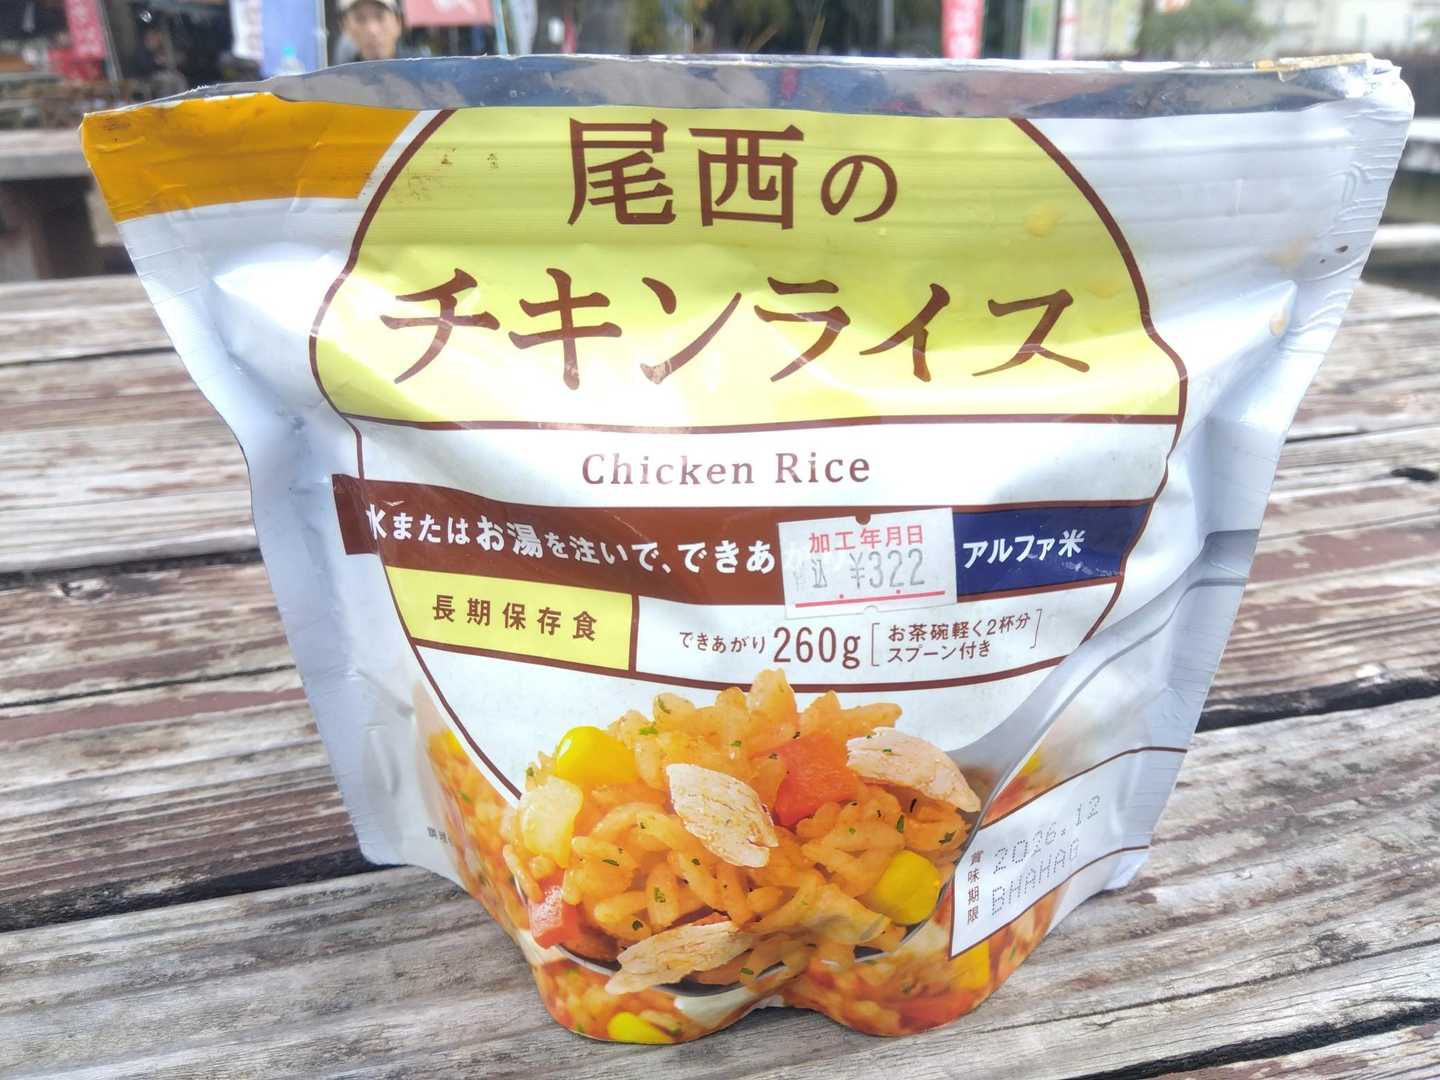 尾西の
チキンライス
Chicken Rice
水またはお湯を注いで、できあ
加工年月日
込 ¥322
アルファ米
長期保存食
できあがり 260g
お茶碗軽く2杯分
スプーン付き
賞味期限
2026.12